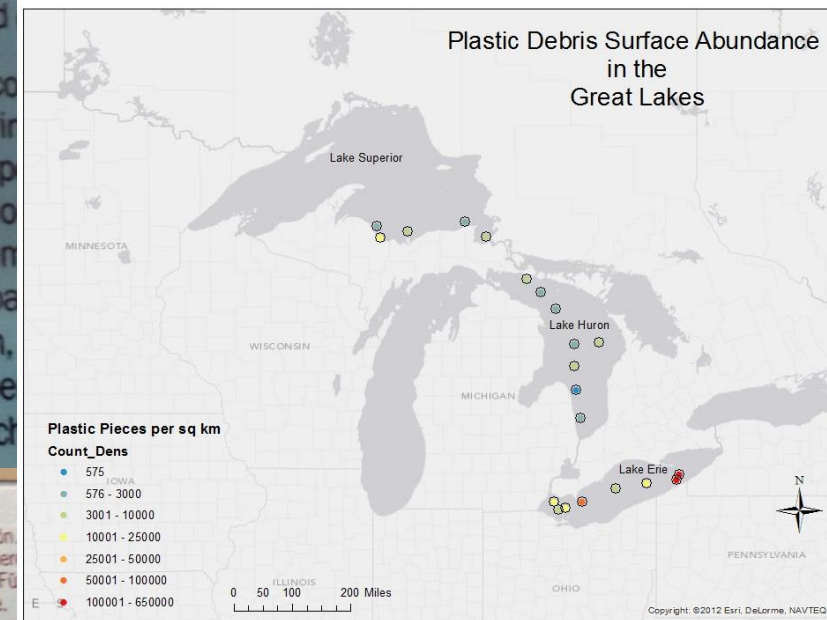 Plastic Debris Surface Abundance
in the
Great Lakes
Lake Superior
MINNESOTA
Lake Huron
WISCONSIN
MICHIGAN
Plastic Pieces per sq km
Count_Dens
575
IOWA
576 - 3000
3001 - 10000
10001 - 25000
25001 - 50000
50001 - 100000
100001 - 650000
Lake Erie
N
PENNSYLVANIA
ILLINOIS
OHIO
0 50 100 200 Miles
Copyright: ©2012 Esri, DeLorme, NAVTEQ